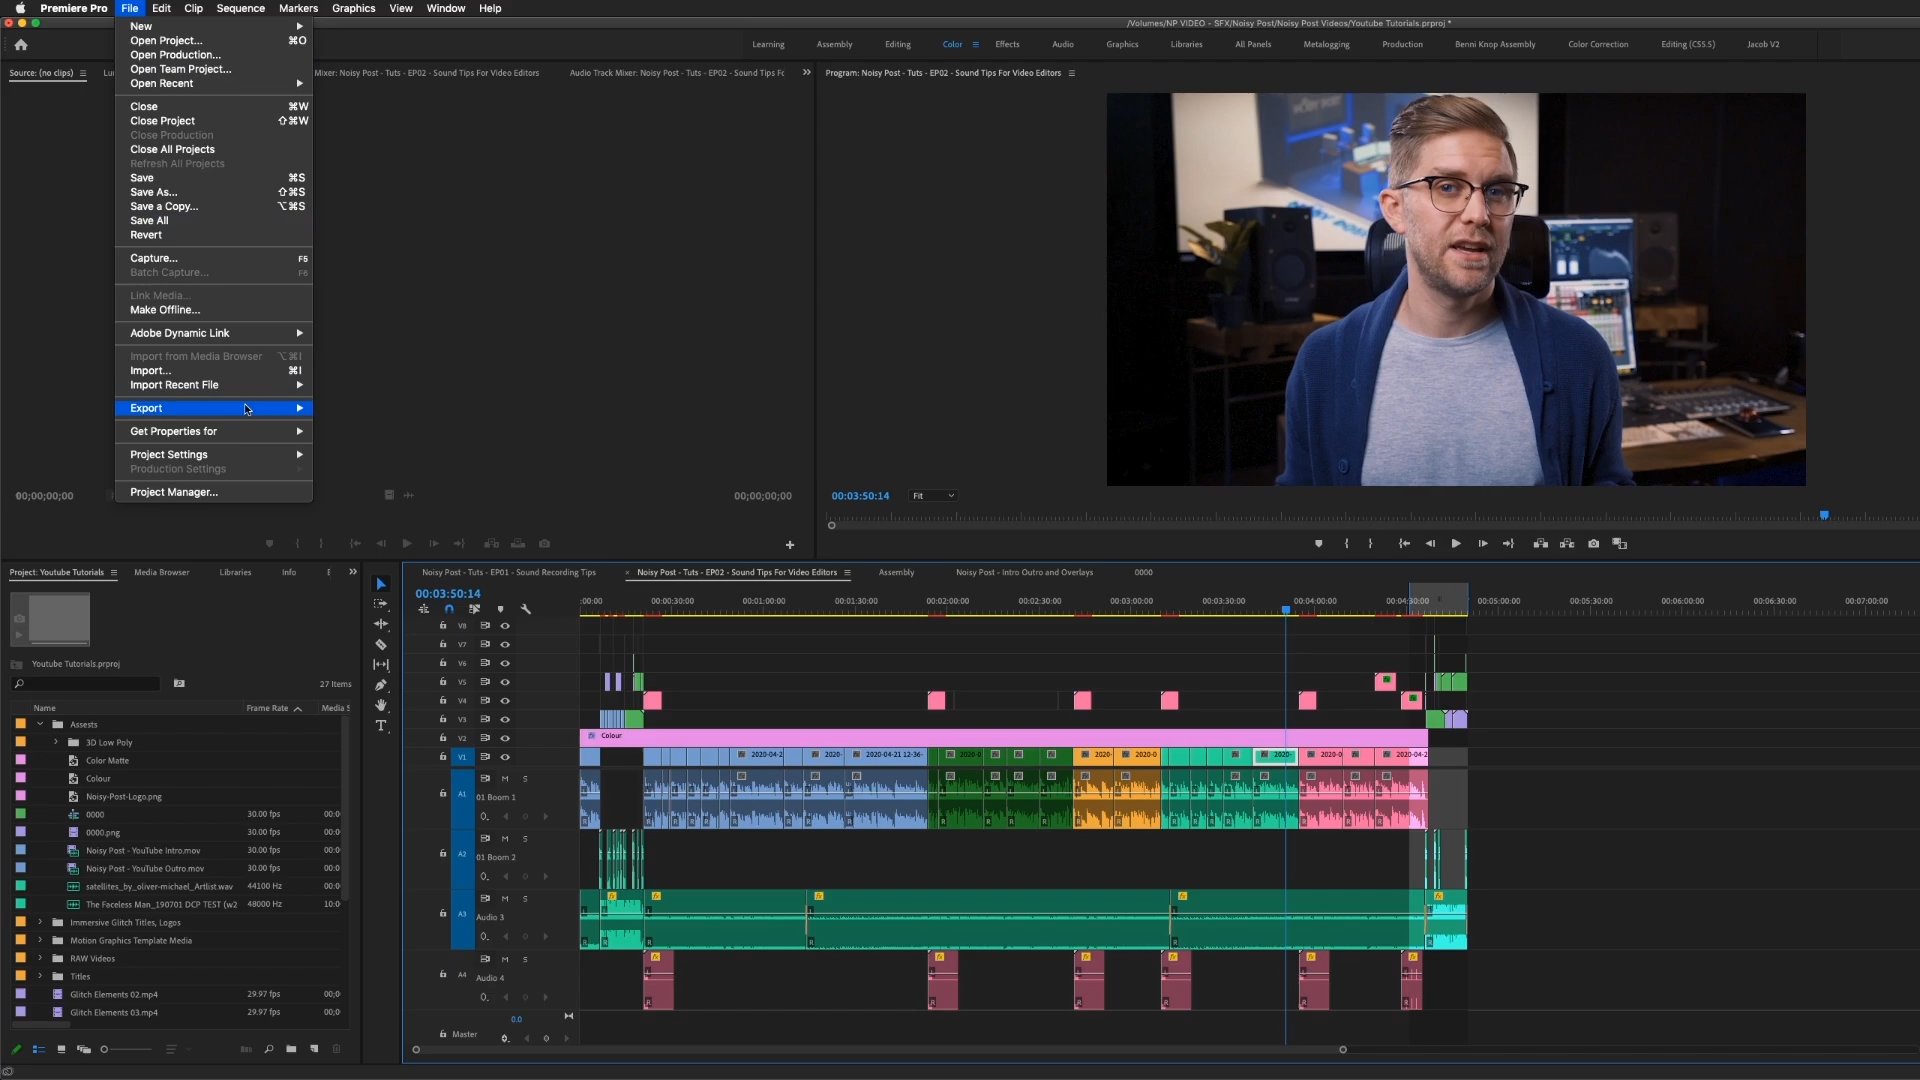 Premiere Pro File Edit Clip Sequence Markers Graphics View Window Help
/Volumes/NP VIDEO - SFX/Noisy Post/Noisy Post Videos/Youtube Tutorials.prproj *
Learning Assembly Editing Color Effects Audio Graphics Libraries All Panels Metalogging Production Benni Knop Assembly Color Correction Editing (CS5.5) Jacob V2
Source: (no clips)
Mixer: Noisy Post - Tuts - EP02 - Sound Tips For Video Editors
Audio Track Mixer: Noisy Post - Tuts - EP02 - Sound Tips Fo
Program: Noisy Post - Tuts - EP02 - Sound Tips For Video Editors
New
Open Project... ⌘O
Open Production...
Open Team Project...
Open Recent
Close ⌘W
Close Project ⇧⌘W
Close Production
Close All Projects
Refresh All Projects
Save ⌘S
Save As... ⇧⌘S
Save a Copy... ⌥⌘S
Save All
Revert
Capture... F5
Batch Capture... F6
Link Media...
Make Offline...
Adobe Dynamic Link
Import from Media Browser ⌥⌘I
Import... ⌘I
Import Recent File
Export
Get Properties for
Project Settings
Production Settings
Project Manager...
00;00;00;00
00;00;00;00
00:03:50:14 Fit
Project: Youtube Tutorials Media Browser Libraries Info
Youtube Tutorials.prproj
27 Items
Name Frame Rate Media S
Assests
3D Low Poly
Color Matte
Colour
Noisy-Post-Logo.png
0000 30.00 fps 00:0
0000.png 30.00 fps 00:0
Noisy Post - YouTube Intro.mov 30.00 fps 00:0
Noisy Post - YouTube Outro.mov 30.00 fps 00:0
satellites_by_oliver-michael_Artlist.wav 44100 Hz 00:0
The Faceless Man_190701 DCP TEST (w2 48000 Hz 10:0
Immersive Glitch Titles, Logos
Motion Graphics Template Media
RAW Videos
Titles
Glitch Elements 02.mp4 29.97 fps 00;0
Glitch Elements 03.mp4 29.97 fps 00;0
Noisy Post - Tuts - EP01 - Sound Recording Tips
× Noisy Post - Tuts - EP02 - Sound Tips For Video Editors
Assembly
Noisy Post - Intro Outro and Overlays
0000
00:03:50:14
:00:00 00:00:30:00 00:01:00:00 00:01:30:00 00:02:00:00 00:02:30:00 00:03:00:00 00:03:30:00 00:04:00:00 00:04:30:00 00:05:00:00 00:05:30:00 00:06:00:00 00:06:30:00 00:07:00:00
V8
V7
V6
V5
V4
V3
V2 Colour
V1 2020-04-2 2020- 2020-04-21 12-36- 2020-0 2020- 2020-0 2020- 2020-0 2020-04-2
A1 M S
01 Boom 1
A2 M S
01 Boom 2
A3 M S
Audio 3
A4 M S
Audio 4
0.0
Master